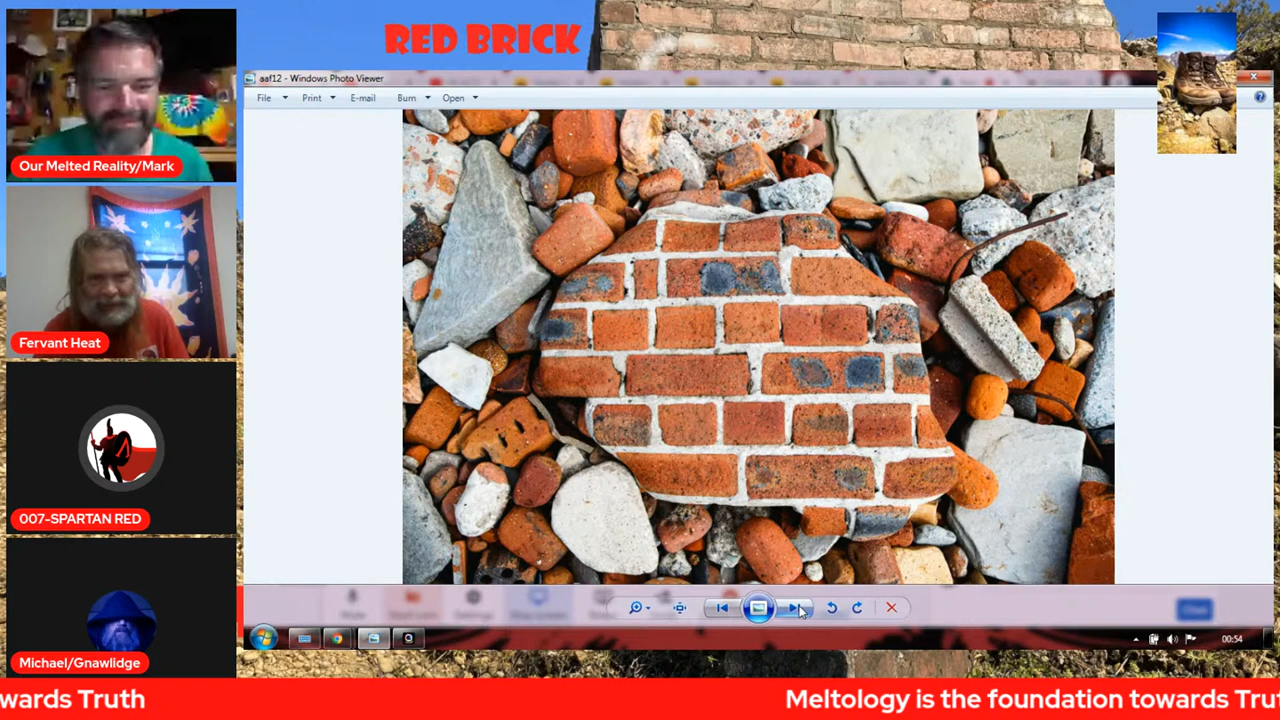 RED BRICK
aaf12 - Windows Photo Viewer
File Print E-mail Burn Open
Our Melted Reality/Mark
Fervant Heat
007-SPARTAN RED
Michael/Gnawlidge
00:54
wards Truth
Meltology is the foundation towards Tru